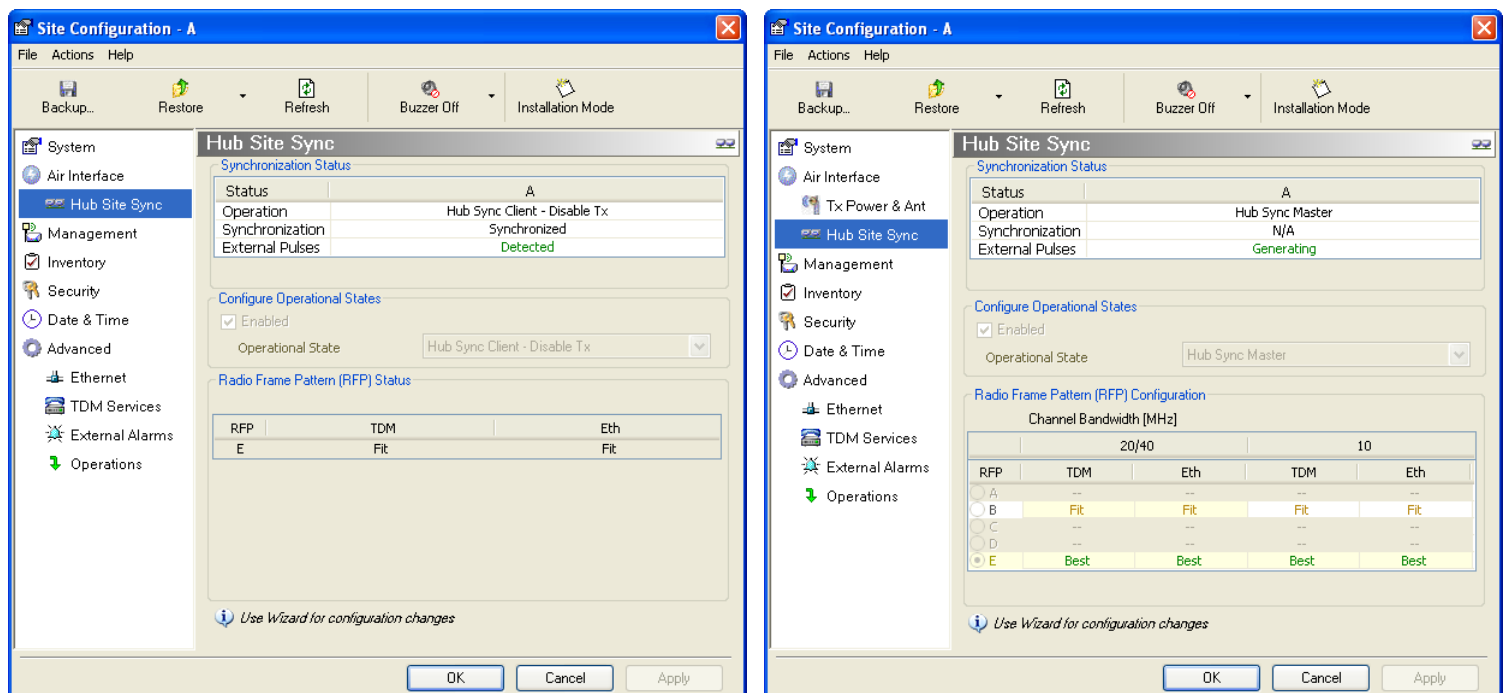 Site Configuration - A
File Actions Help
Backup... Restore Refresh Buzzer Off Installation Mode
System
Air Interface
Hub Site Sync
Management
Inventory
Security
Date & Time
Advanced
Ethernet
TDM Services
External Alarms
Operations
Hub Site Sync
Synchronization Status
Status A
Operation Hub Sync Client - Disable Tx
Synchronization Synchronized
External Pulses Detected
Configure Operational States
Enabled
Operational State Hub Sync Client - Disable Tx
Radio Frame Pattern (RFP) Status
RFP TDM Eth
E Fit Fit
Use Wizard for configuration changes
OK Cancel Apply
Site Configuration - A
File Actions Help
Backup... Restore Refresh Buzzer Off Installation Mode
System
Air Interface
Tx Power & Ant
Hub Site Sync
Management
Inventory
Security
Date & Time
Advanced
Ethernet
TDM Services
External Alarms
Operations
Hub Site Sync
Synchronization Status
Status A
Operation Hub Sync Master
Synchronization N/A
External Pulses Generating
Configure Operational States
Enabled
Operational State Hub Sync Master
Radio Frame Pattern (RFP) Configuration
Channel Bandwidth [MHz]
20/40 10
RFP TDM Eth TDM Eth
A -- -- -- --
B Fit Fit Fit Fit
C -- -- -- --
D -- -- -- --
E Best Best Best Best
Use Wizard for configuration changes
OK Cancel Apply